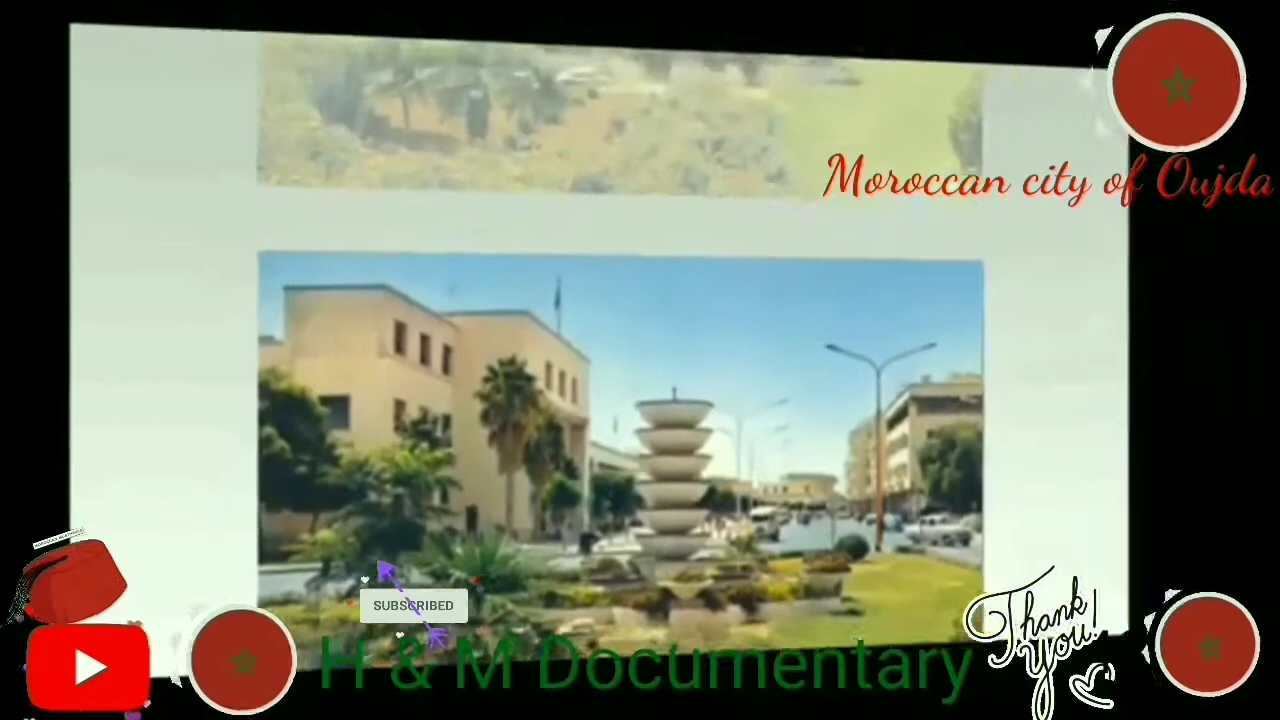 Moroccan city of Oujda
SUBSCRIBED
H & M Documentary
Thank
You!